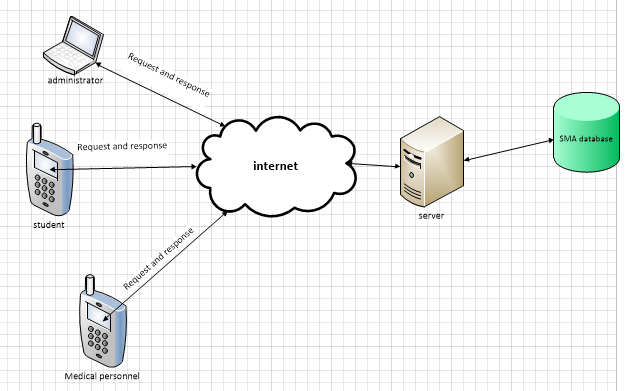 Request and response
administrator
Request and response
student
internet
server
SMA database
Request and response
Medical personnel